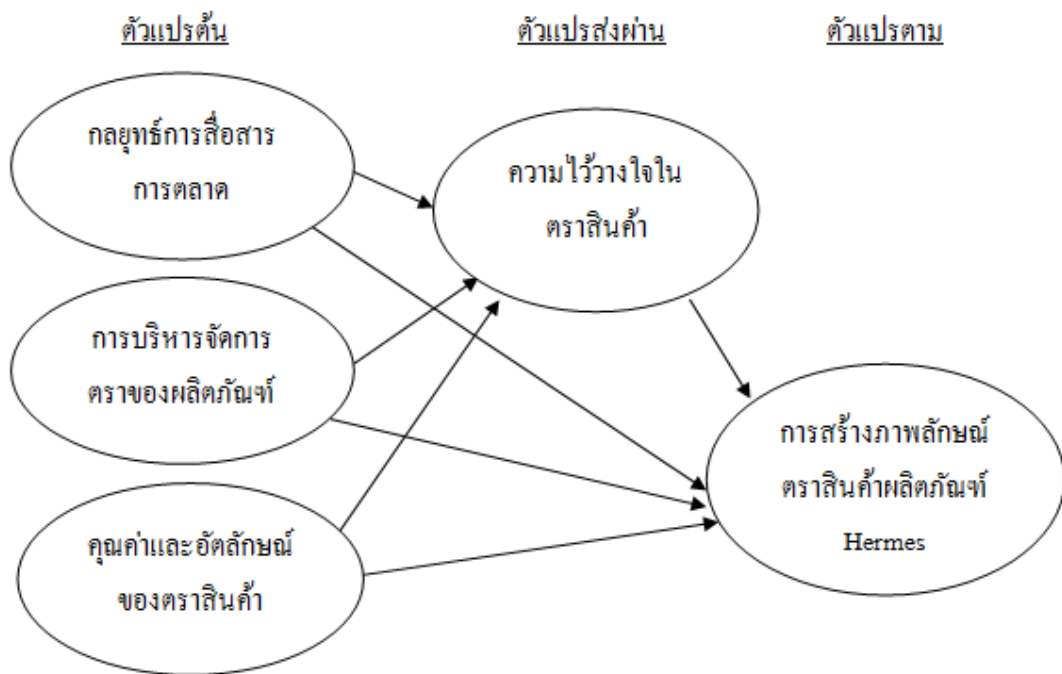 ตัวแปรต้น
ตัวแปรส่งผ่าน
ตัวแปรตาม
กลยุทธ์การสื่อสาร
การตลาด
ความไว้วางใจใน
ตราสินค้า
การบริหารจัดการ
ตราของผลิตภัณฑ์
การสร้างภาพลักษณ์
ตราสินค้าผลิตภัณฑ์
Hermes
คุณค่าและอัตลักษณ์
ของตราสินค้า